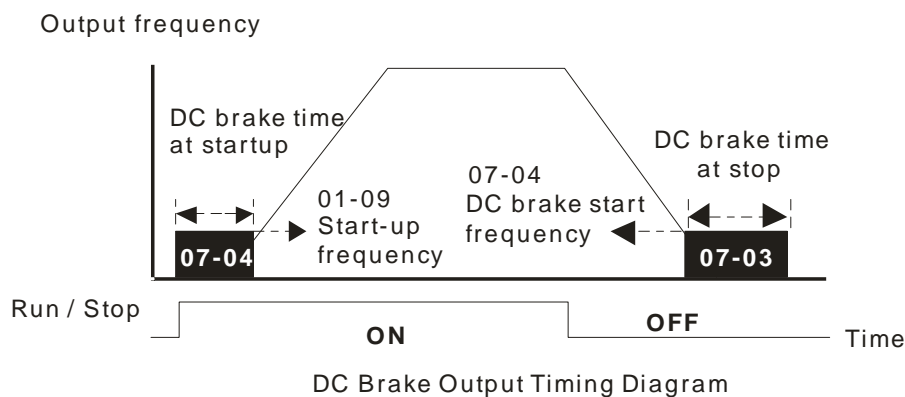 Output frequency
DC brake time
at startup
DC brake time
at stop
01-09
Start-up
frequency
07-04
DC brake start
frequency
07-04
07-03
Run / Stop
ON
OFF
Time
DC Brake Output Timing Diagram